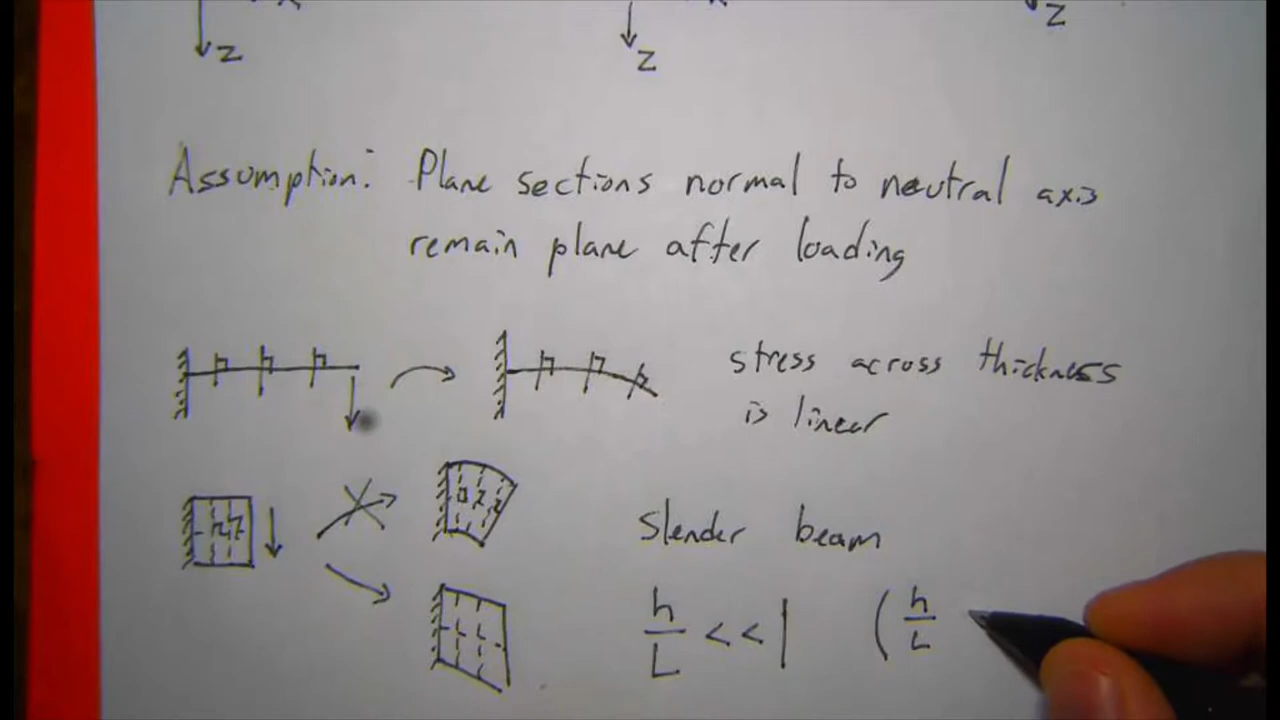 z
z
z
Assumption: Plane sections normal to neutral axis
remain plane after loading
stress across thickness
is linear
slender beam
h/L << 1 (h/L